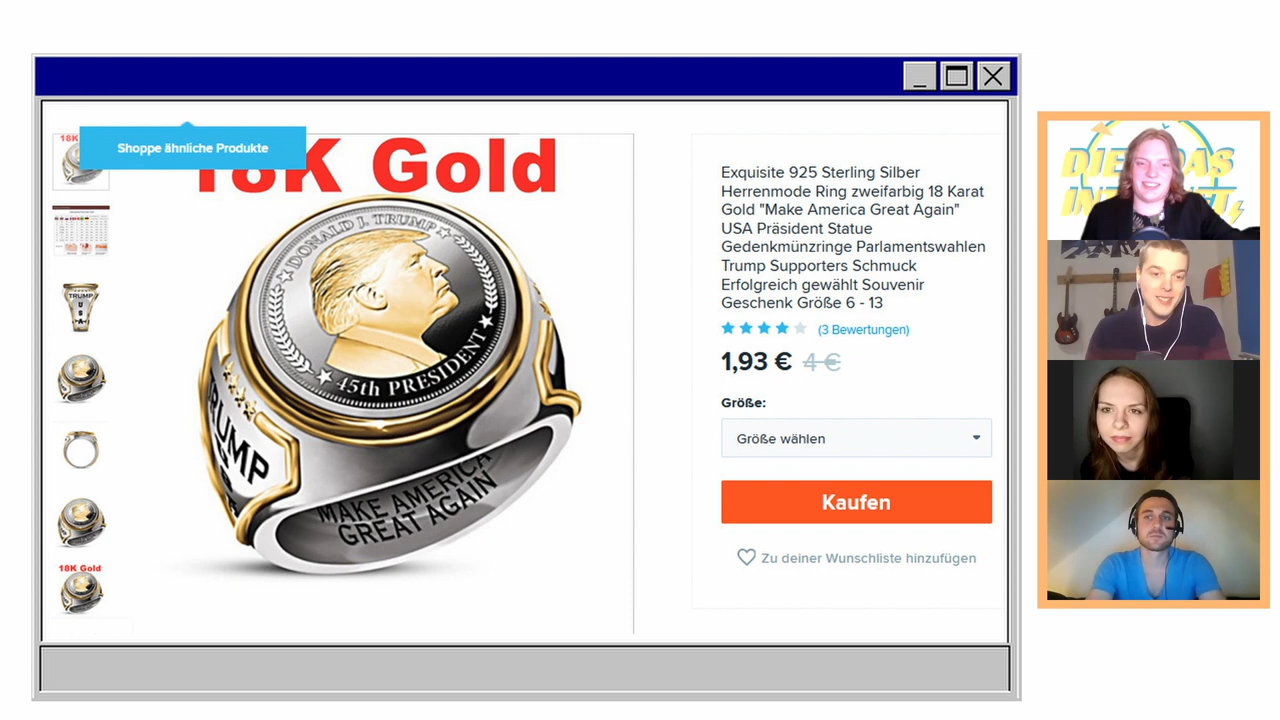 18K Gold
Shoppe ähnliche Produkte
DONALD J. TRUMP
45th PRESIDENT
TRUMP
MAKE AMERICA
GREAT AGAIN
18K
TRUMP
USA
18K Gold
Exquisite 925 Sterling Silber
Herrenmode Ring zweifarbig 18 Karat
Gold "Make America Great Again"
USA Präsident Statue
Gedenkmünzringe Parlamentswahlen
Trump Supporters Schmuck
Erfolgreich gewählt Souvenir
Geschenk Größe 6 - 13
(3 Bewertungen)
1,93 € 4 €
Größe:
Größe wählen
Kaufen
Zu deiner Wunschliste hinzufügen
DIE DAS